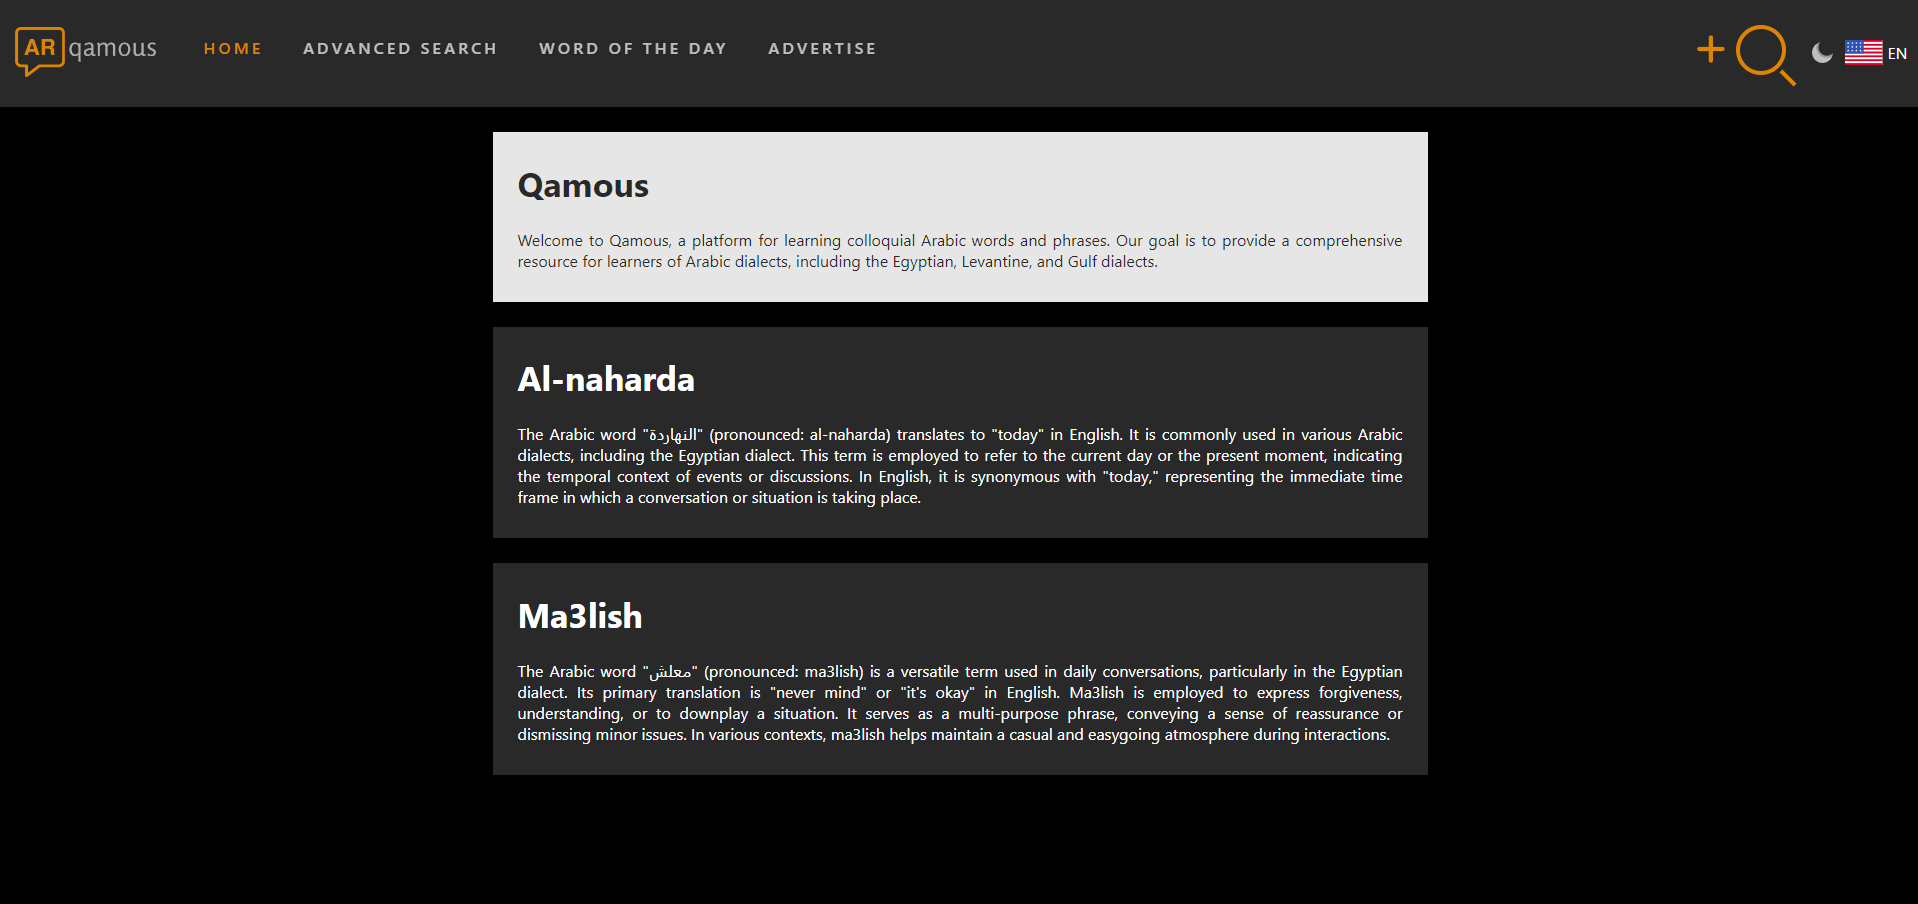 AR qamous HOME ADVANCED SEARCH WORD OF THE DAY ADVERTISE + EN
Qamous
Welcome to Qamous, a platform for learning colloquial Arabic words and phrases. Our goal is to provide a comprehensive
resource for learners of Arabic dialects, including the Egyptian, Levantine, and Gulf dialects.
Al-naharda
The Arabic word "النهاردة" (pronounced: al-naharda) translates to "today" in English. It is commonly used in various Arabic
dialects, including the Egyptian dialect. This term is employed to refer to the current day or the present moment, indicating
the temporal context of events or discussions. In English, it is synonymous with "today," representing the immediate time
frame in which a conversation or situation is taking place.
Ma3lish
The Arabic word "معلش" (pronounced: ma3lish) is a versatile term used in daily conversations, particularly in the Egyptian
dialect. Its primary translation is "never mind" or "it's okay" in English. Ma3lish is employed to express forgiveness,
understanding, or to downplay a situation. It serves as a multi-purpose phrase, conveying a sense of reassurance or
dismissing minor issues. In various contexts, ma3lish helps maintain a casual and easygoing atmosphere during interactions.